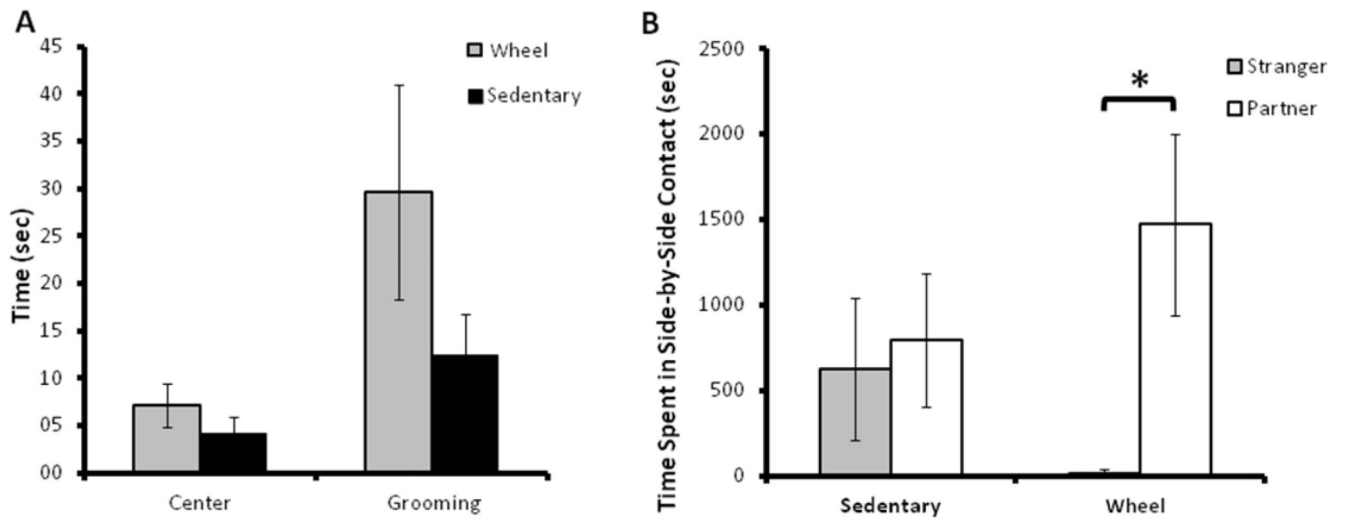 A
Time (sec)
45
40
35
30
25
20
15
10
05
00
Wheel
Sedentary
Center
Grooming
B
Time Spent in Side-by-Side Contact (sec)
2500
2000
1500
1000
500
0
*
Stranger
Partner
Sedentary
Wheel